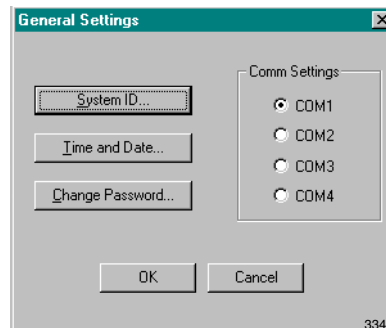 General Settings
System ID...
Time and Date...
Change Password...
Comm Settings
COM1
COM2
COM3
COM4
OK
Cancel
334